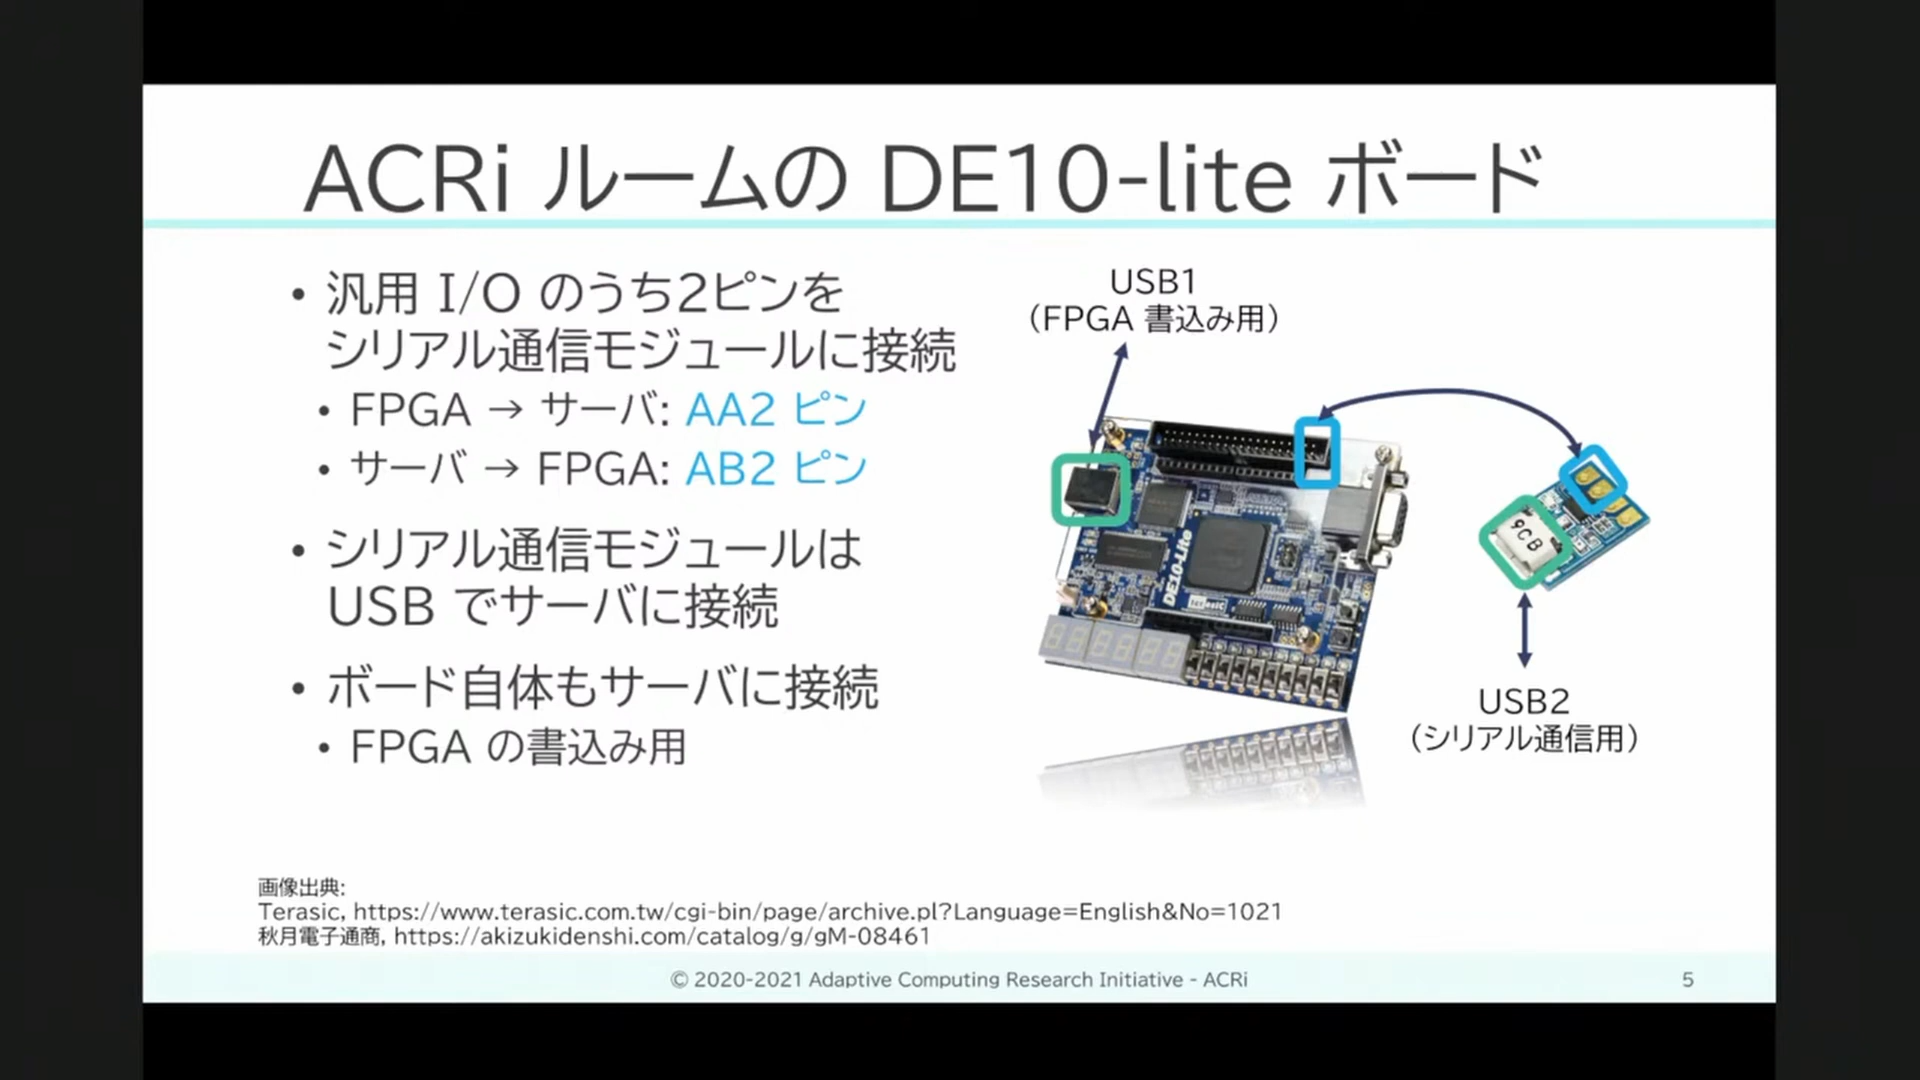 ACRi ルームの DE10-lite ボード
• 汎用 I/O のうち2ピンを
シリアル通信モジュールに接続
• FPGA → サーバ: AA2 ピン
• サーバ → FPGA: AB2 ピン
• シリアル通信モジュールは
USB でサーバに接続
• ボード自体もサーバに接続
• FPGA の書込み用
USB1
（FPGA 書込み用）
DE10-Lite
terasIC
9CB
USB2
（シリアル通信用）
画像出典:
Terasic, https://www.terasic.com.tw/cgi-bin/page/archive.pl?Language=English&No=1021
秋月電子通商, https://akizukidenshi.com/catalog/g/gM-08461
© 2020-2021 Adaptive Computing Research Initiative - ACRi
5